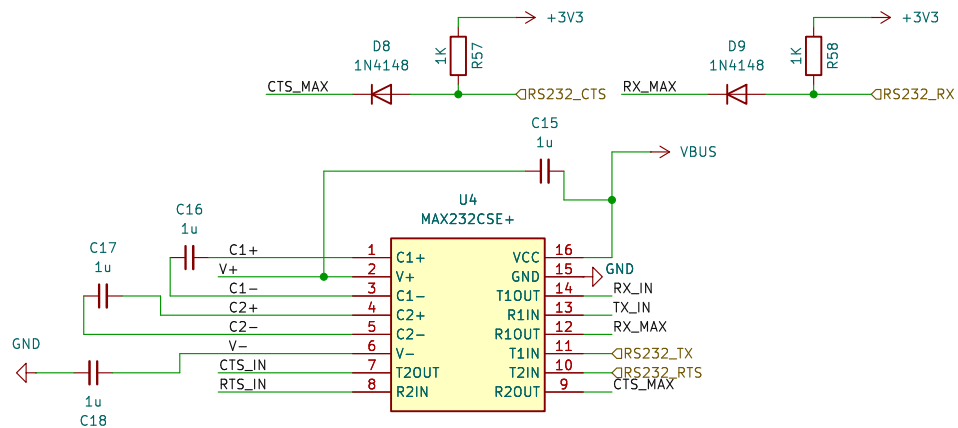 +3V3
+3V3
D8
1N4148
1K
R57
D9
1N4148
1K
R58
CTS_MAX
RS232_CTS
RX_MAX
RS232_RX
C15
1u
VBUS
U4
MAX232CSE+
C16
1u
C17
1u
C1+
1
C1+
VCC
16
V+
2
V+
GND
15
GND
C1-
3
C1-
T1OUT
14
RX_IN
C2+
4
C2+
R1IN
13
TX_IN
C2-
5
C2-
R1OUT
12
RX_MAX
GND
V-
6
V-
T1IN
11
RS232_TX
CTS_IN
7
T2OUT
T2IN
10
RS232_RTS
RTS_IN
8
R2IN
R2OUT
9
CTS_MAX
1u
C18